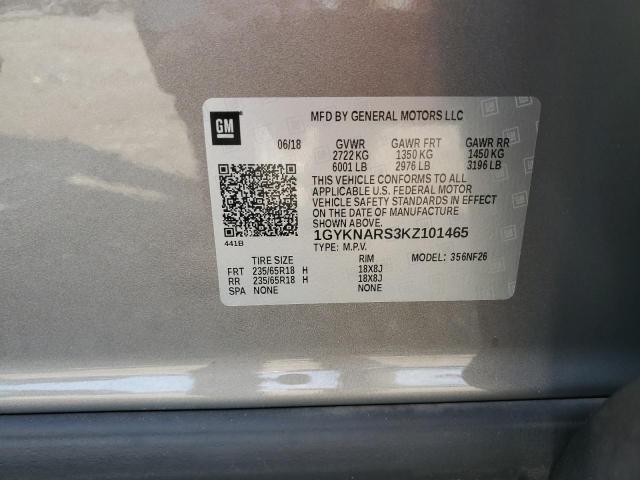 GM
MFD BY GENERAL MOTORS LLC
06/18 GVWR GAWR FRT GAWR RR
2722 KG 1350 KG 1450 KG
6001 LB 2976 LB 3196 LB
THIS VEHICLE CONFORMS TO ALL
APPLICABLE U.S. FEDERAL MOTOR
VEHICLE SAFETY STANDARDS IN EFFECT
ON THE DATE OF MANUFACTURE
SHOWN ABOVE.
441B 1GYKNARS3KZ101465
TYPE: M.P.V. MODEL: 356NF26
TIRE SIZE RIM
FRT 235/65R18 H 18X8J
RR 235/65R18 H 18X8J
SPA NONE NONE